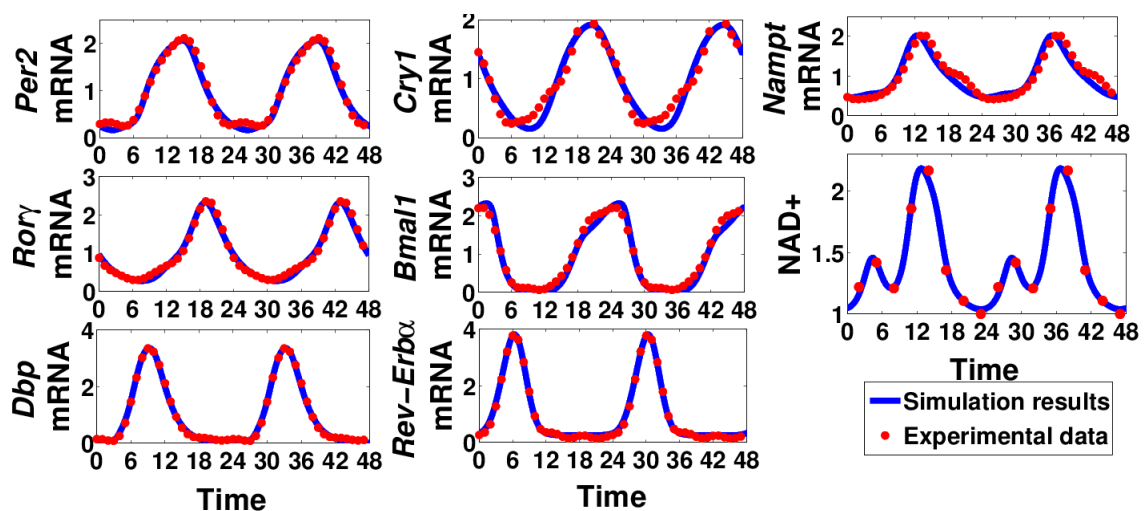 Per2
mRNA
2
1
0
0 6 12 18 24 30 36 42 48
Cry1
mRNA
2
1
0
0 6 12 18 24 30 36 42 48
Nampt
mRNA
2
1
0
0 6 12 18 24 30 36 42 48
Rorγ
mRNA
3
2
1
0
0 6 12 18 24 30 36 42 48
Bmal1
mRNA
3
2
1
0
0 6 12 18 24 30 36 42 48
NAD+
2
1.5
1
0 6 12 18 24 30 36 42 48
Time
Dbp
mRNA
4
2
0
0 6 12 18 24 30 36 42 48
Time
Rev-Erbα
mRNA
4
2
0
0 6 12 18 24 30 36 42 48
Time
Simulation results
Experimental data